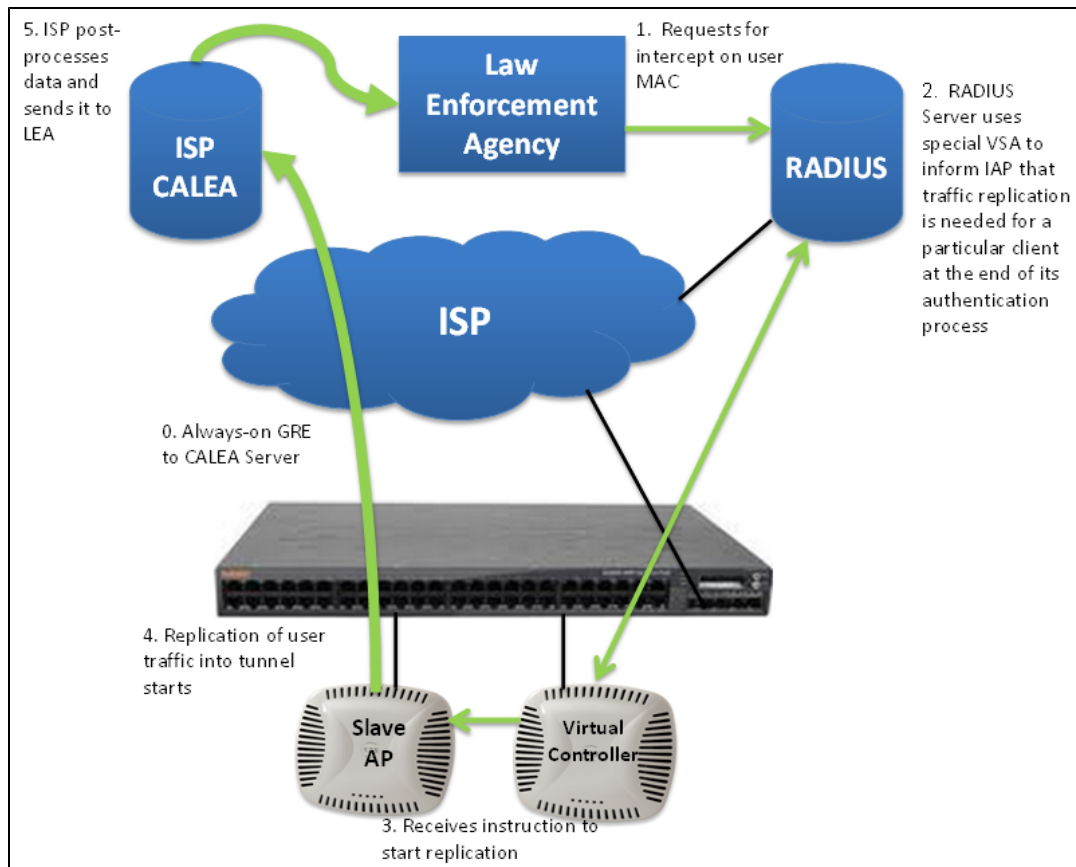 5. ISP post-
processes
data and
sends it to
LEA
ISP
CALEA
Law
Enforcement
Agency
1. Requests for
intercept on user
MAC
RADIUS
2. RADIUS
Server uses
special VSA to
inform IAP that
traffic replication
is needed for a
particular client
at the end of its
authentication
process
ISP
0. Always-on GRE
to CALEA Server
4. Replication of user
traffic into tunnel
starts
Slave
AP
Virtual
Controller
3. Receives instruction to
start replication